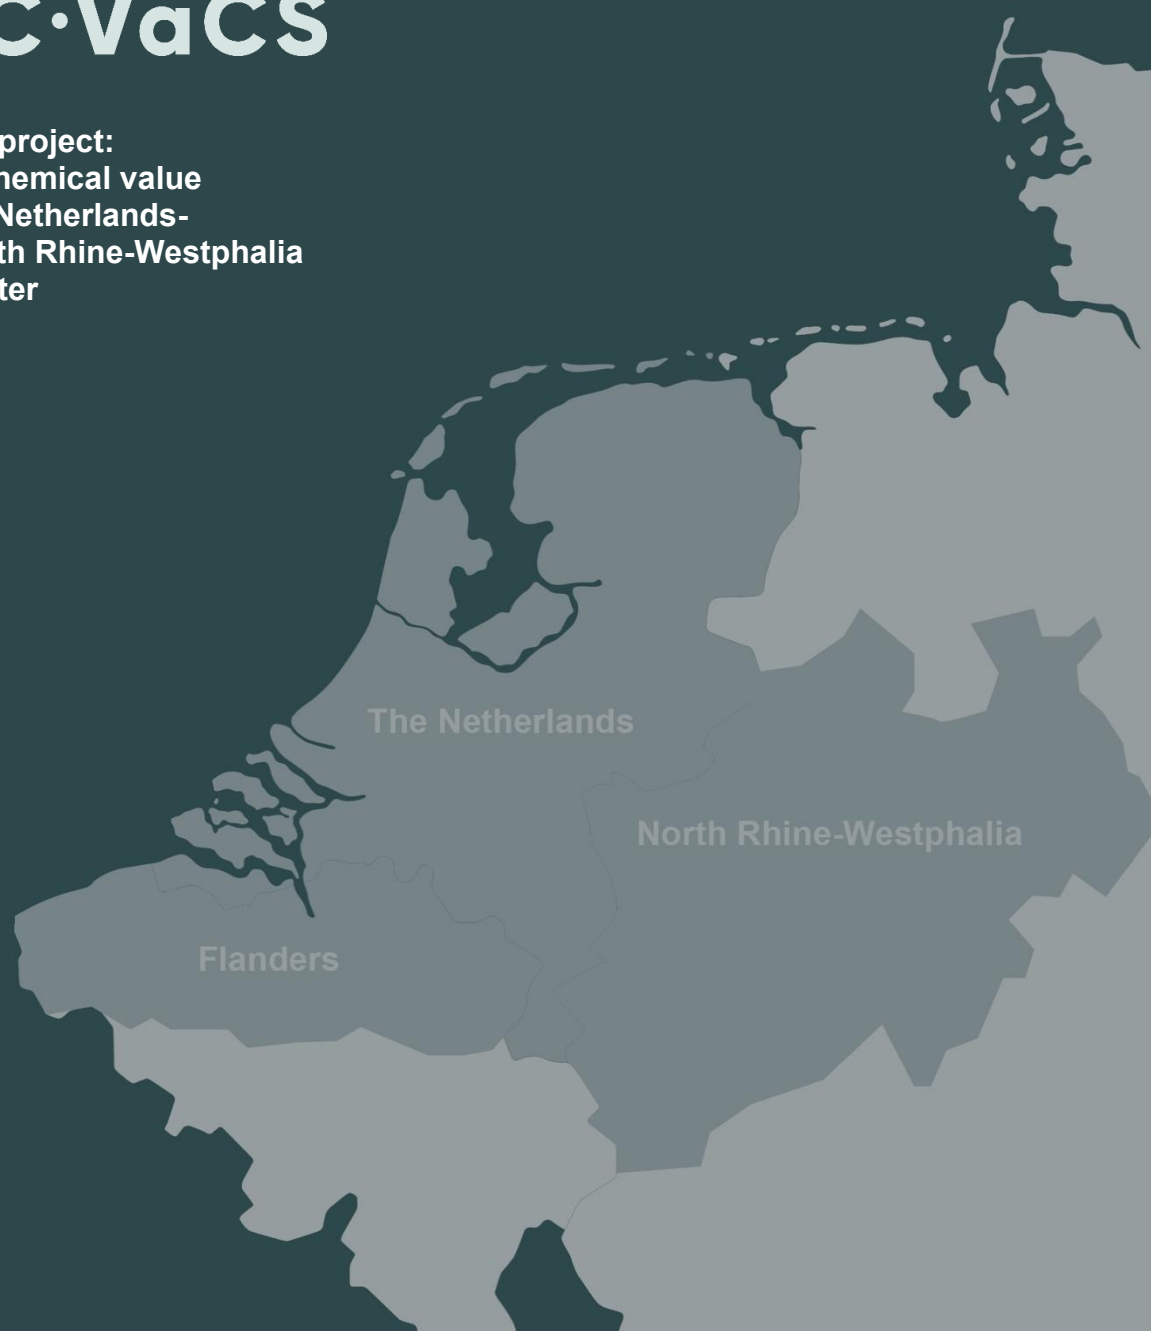 C·VaCS
project:
hemical value
Netherlands-
th Rhine-Westphalia
ter
The Netherlands
North Rhine-Westphalia
Flanders